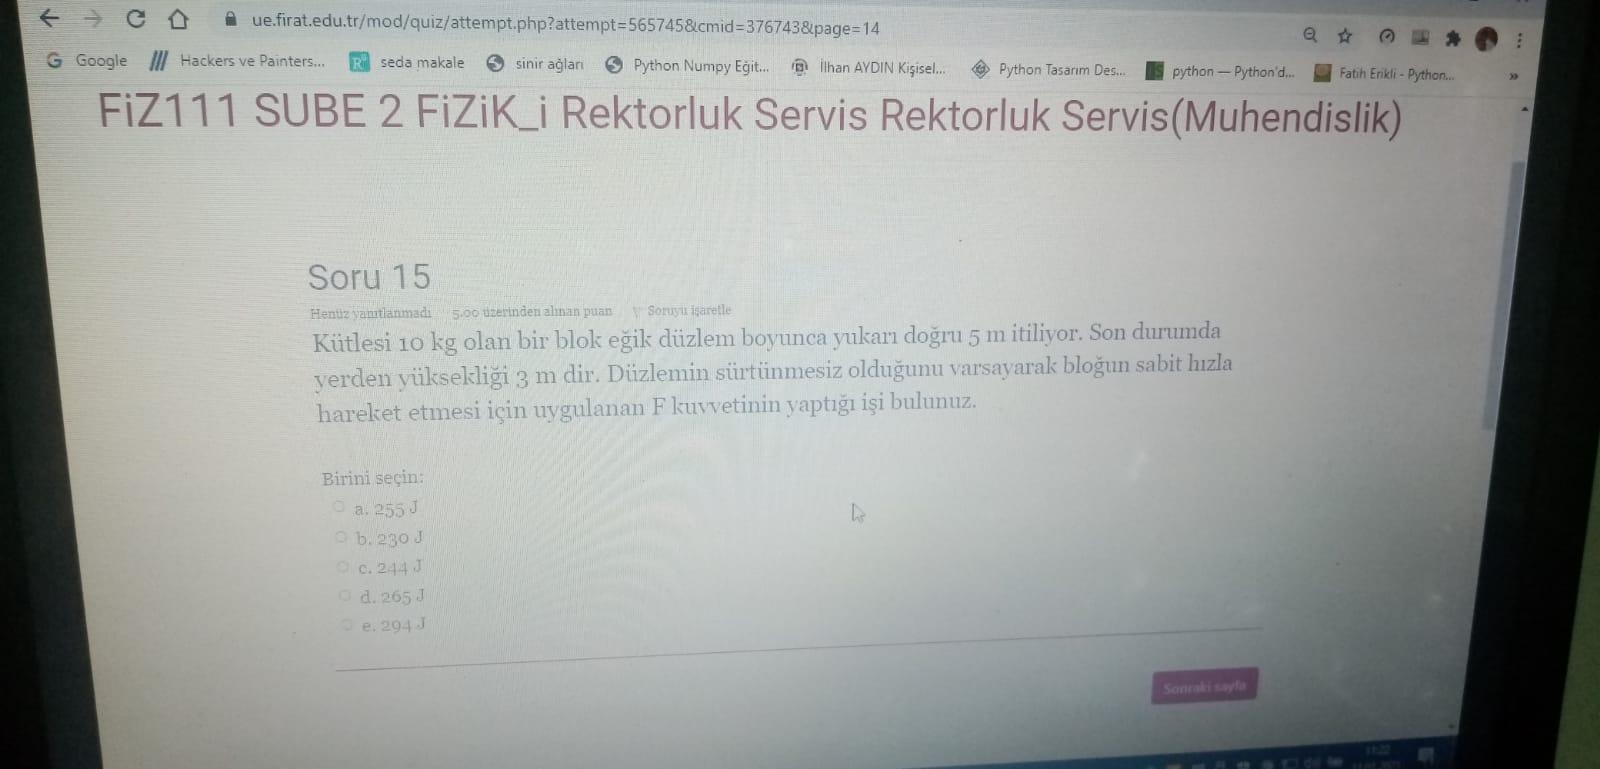 ue.firat.edu.tr/mod/quiz/attempt.php?attempt=565745&cmid=376743&page=14
Google Hackers ve Painters... seda makale sinir ağları Python Numpy Eğit... İlhan AYDIN Kişisel... Python Tasarım Des... python — Python'd... Fatih Erikli - Python... »
FiZ111 SUBE 2 FiZiK_i Rektorluk Servis Rektorluk Servis(Muhendislik)
Soru 15
Henüz yanıtlanmadı 5,00 üzerinden alınan puan Soruyu işaretle
Kütlesi 10 kg olan bir blok eğik düzlem boyunca yukarı doğru 5 m itiliyor. Son durumda
yerden yüksekliği 3 m dir. Düzlemin sürtünmesiz olduğunu varsayarak bloğun sabit hızla
hareket etmesi için uygulanan F kuvvetinin yaptığı işi bulunuz.
Birini seçin:
a. 255 J
b. 230 J
c. 244 J
d. 265 J
e. 294 J
Sonraki sayfa
11:22